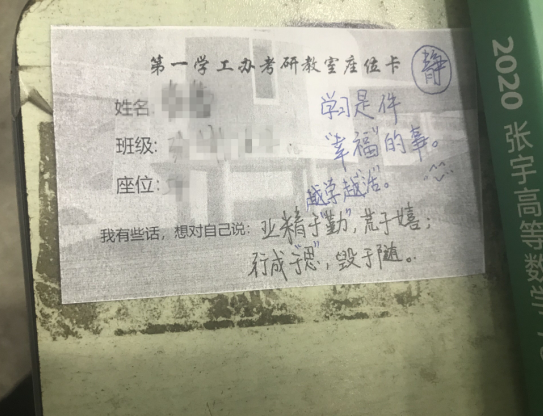 第一学工办考研教室座位卡
静
姓名
学习是件
班级:
“幸福”的事。
座位:
越学越活。
我有些话，想对自己说：业精于“勤”，荒于嬉；
行成于“思”，毁于随。
2020 张宇高等数学